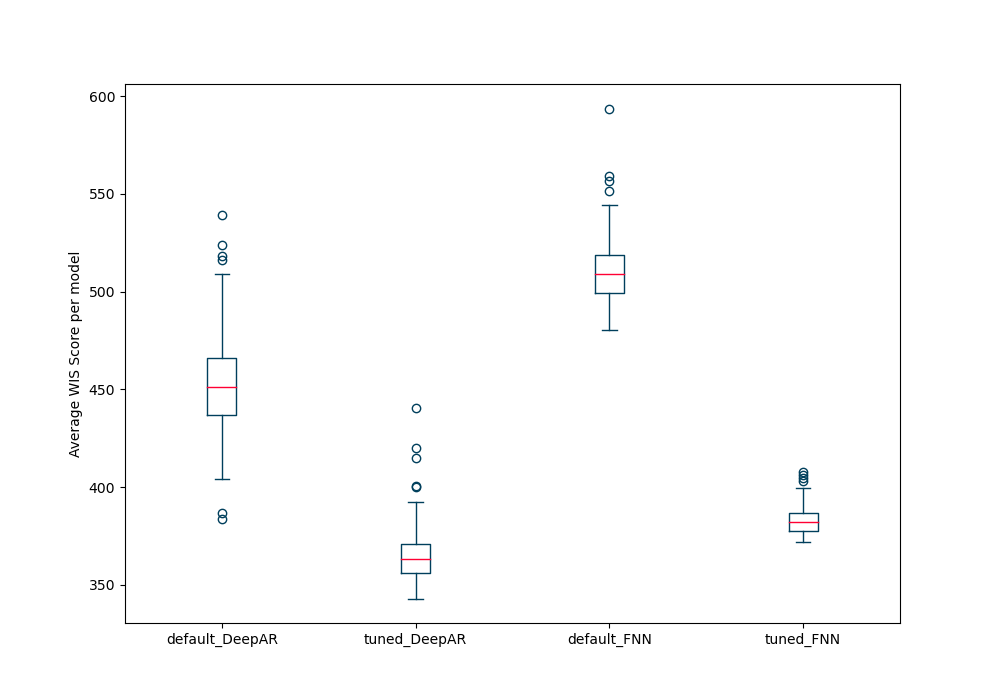 Average WIS Score per model
600
550
500
450
400
350
default_DeepAR
tuned_DeepAR
default_FNN
tuned_FNN